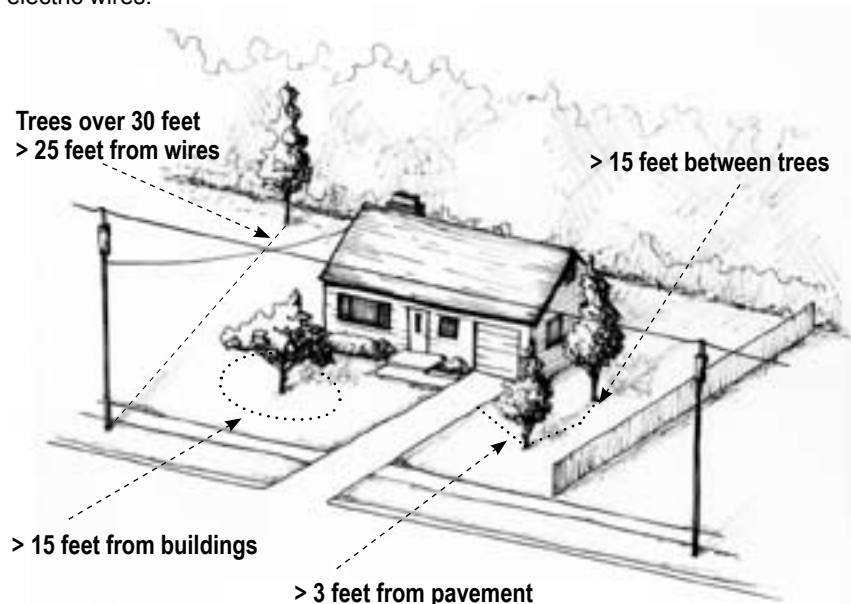 electric wires.
Trees over 30 feet
> 25 feet from wires
> 15 feet between trees
> 15 feet from buildings
> 3 feet from pavement